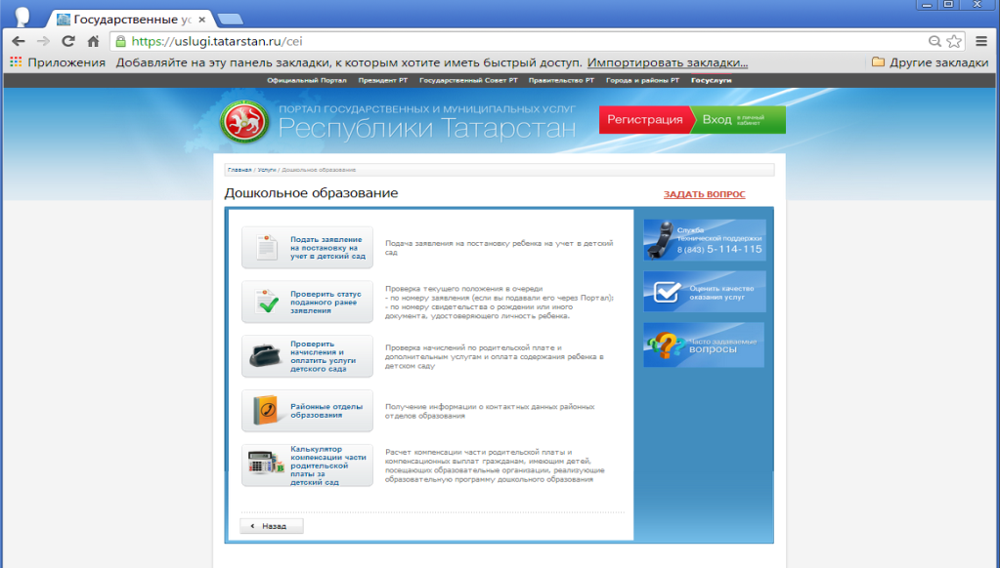 Государственные ус
https://uslugi.tatarstan.ru/cei
Приложения Добавляйте на эту панель закладки, к которым хотите иметь быстрый доступ. Импортировать закладки... Другие закладки
Официальный Портал Президент РТ Государственный Совет РТ Правительство РТ Города и районы РТ Госуслуги
ПОРТАЛ ГОСУДАРСТВЕННЫХ И МУНИЦИПАЛЬНЫХ УСЛУГ
Республики Татарстан
Регистрация
Вход в личный
кабинет
Главная / Услуги / Дошкольное образование
Дошкольное образование
ЗАДАТЬ ВОПРОС
Подать заявление
на постановку на
учет в детский сад
Подача заявления на постановку ребенка на учет в детский
сад
Проверить статус
поданного ранее
заявления
Проверка текущего положения в очереди
- по номеру заявления (если вы подавали его через Портал);
- по номеру свидетельства о рождении или иного
документа, удостоверяющего личность ребенка.
Проверить
начисления и
оплатить услуги
детского сада
Проверка начислений по родительской плате и
дополнительным услугам и оплата содержания ребенка в
детском саду
Районные отделы
образования
Получение информации о контактных данных районных
отделов образования
Калькулятор
компенсации части
родительской
платы за
детский сад
Расчет компенсации части родительской платы и
компенсационных выплат гражданам, имеющим детей,
посещающих образовательные организации, реализующие
образовательную программу дошкольного образования
Назад
Служба
технической поддержки
8 (843) 5-114-115
Оценить качество
оказания услуг
Часто задаваемые
вопросы